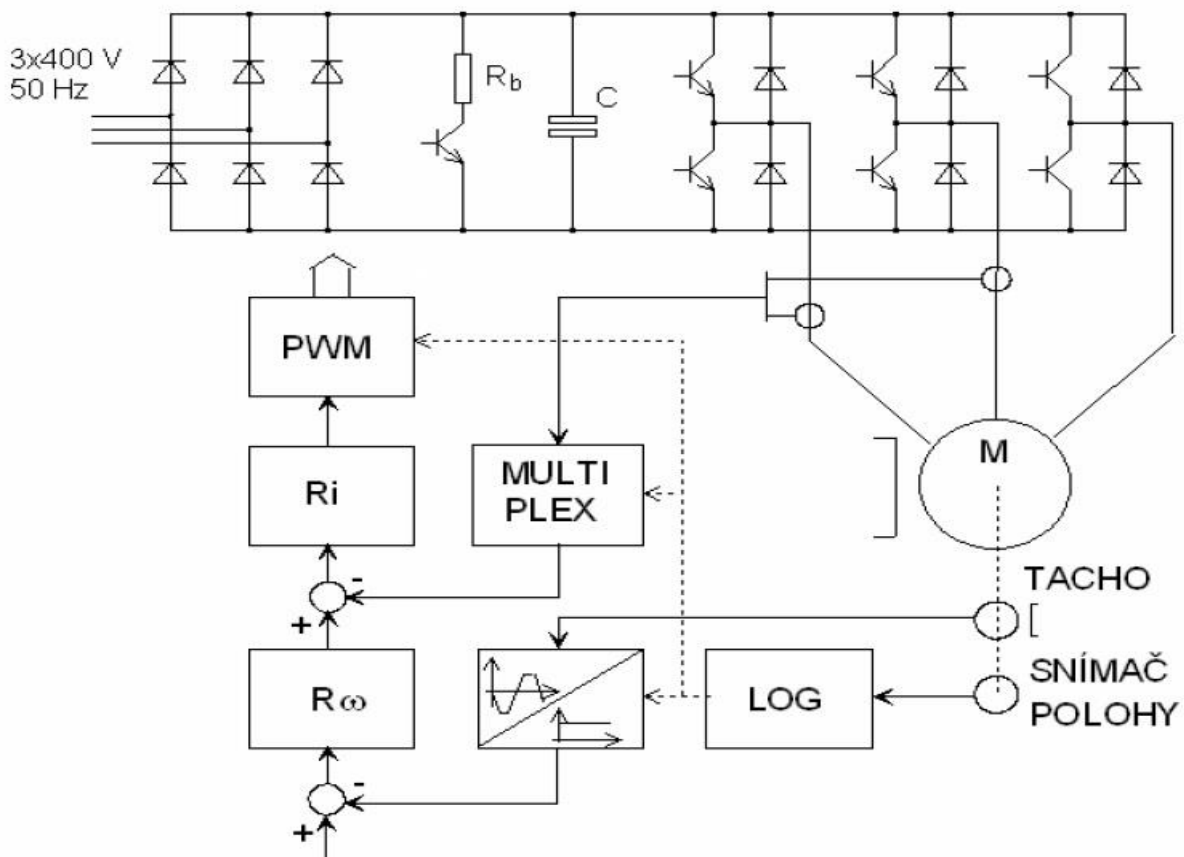 3x400 V
50 Hz
Rb
C
PWM
Ri
MULTI
PLEX
M
TACHO
[
-
+
Rω
LOG
SNÍMAČ
POLOHY
-
+